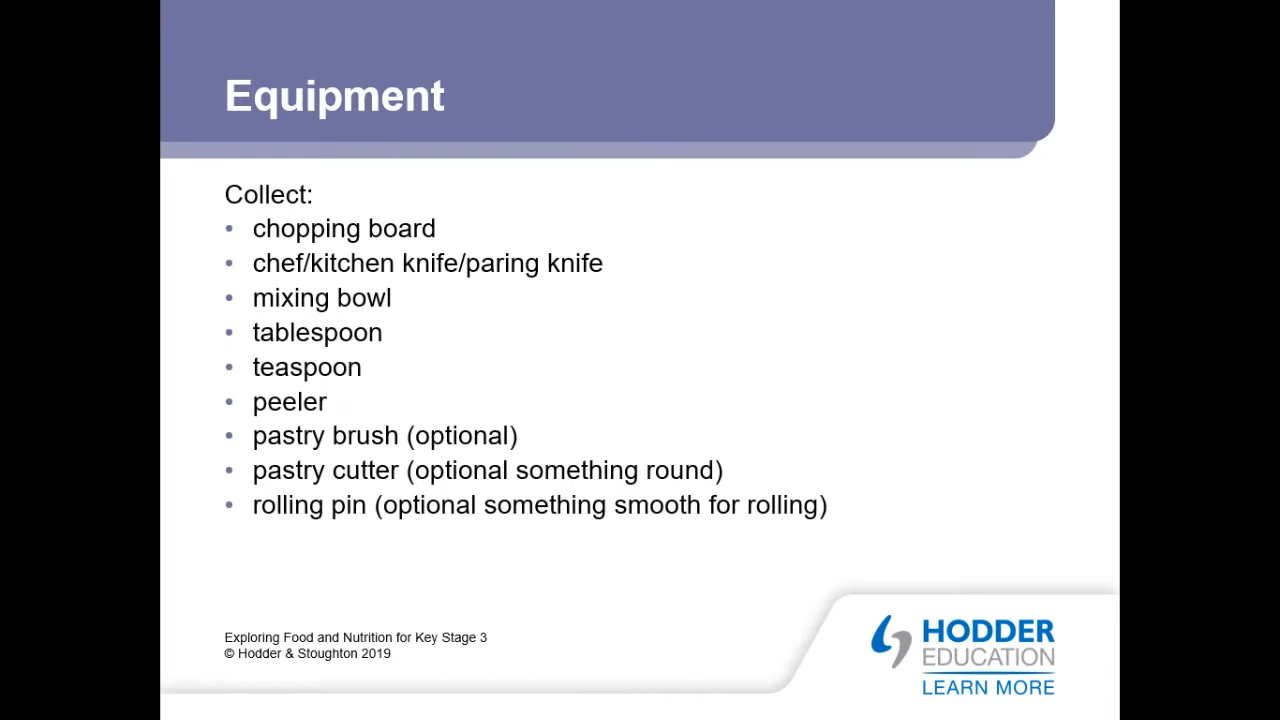 Equipment
Collect:
• chopping board
• chef/kitchen knife/paring knife
• mixing bowl
• tablespoon
• teaspoon
• peeler
• pastry brush (optional)
• pastry cutter (optional something round)
• rolling pin (optional something smooth for rolling)
Exploring Food and Nutrition for Key Stage 3
© Hodder & Stoughton 2019
HODDER
EDUCATION
LEARN MORE